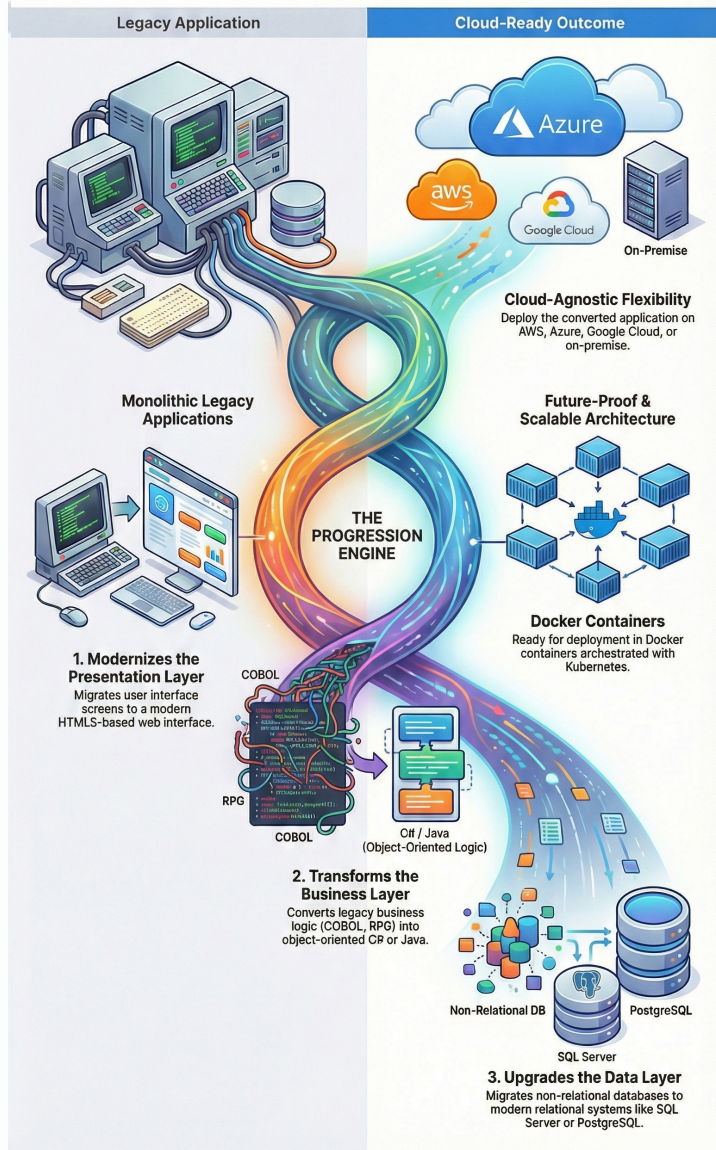 Legacy Application
Cloud-Ready Outcome
Azure
aws
Google Cloud
On-Premise
Cloud-Agnostic Flexibility
Deploy the converted application on
AWS, Azure, Google Cloud, or
on-premise.
Monolithic Legacy
Applications
Future-Proof &
Scalable Architecture
THE
PROGRESSION
ENGINE
Docker Containers
Ready for deployment in Docker
containers archestrated with
Kubernetes.
1. Modernizes the
Presentation Layer
Migrates user interface
screens to a modern
HTMLS-based web interface.
COBOL
RPG
COBOL
C# / Java
(Object-Oriented Logic)
2. Transforms the
Business Layer
Converts legacy business
logic (COBOL, RPG) into
object-oriented C# or Java.
Non-Relational DB
PostgreSQL
SQL Server
3. Upgrades the Data Layer
Migrates non-relational databases to
modern relational systems like SQL
Server or PostgreSQL.